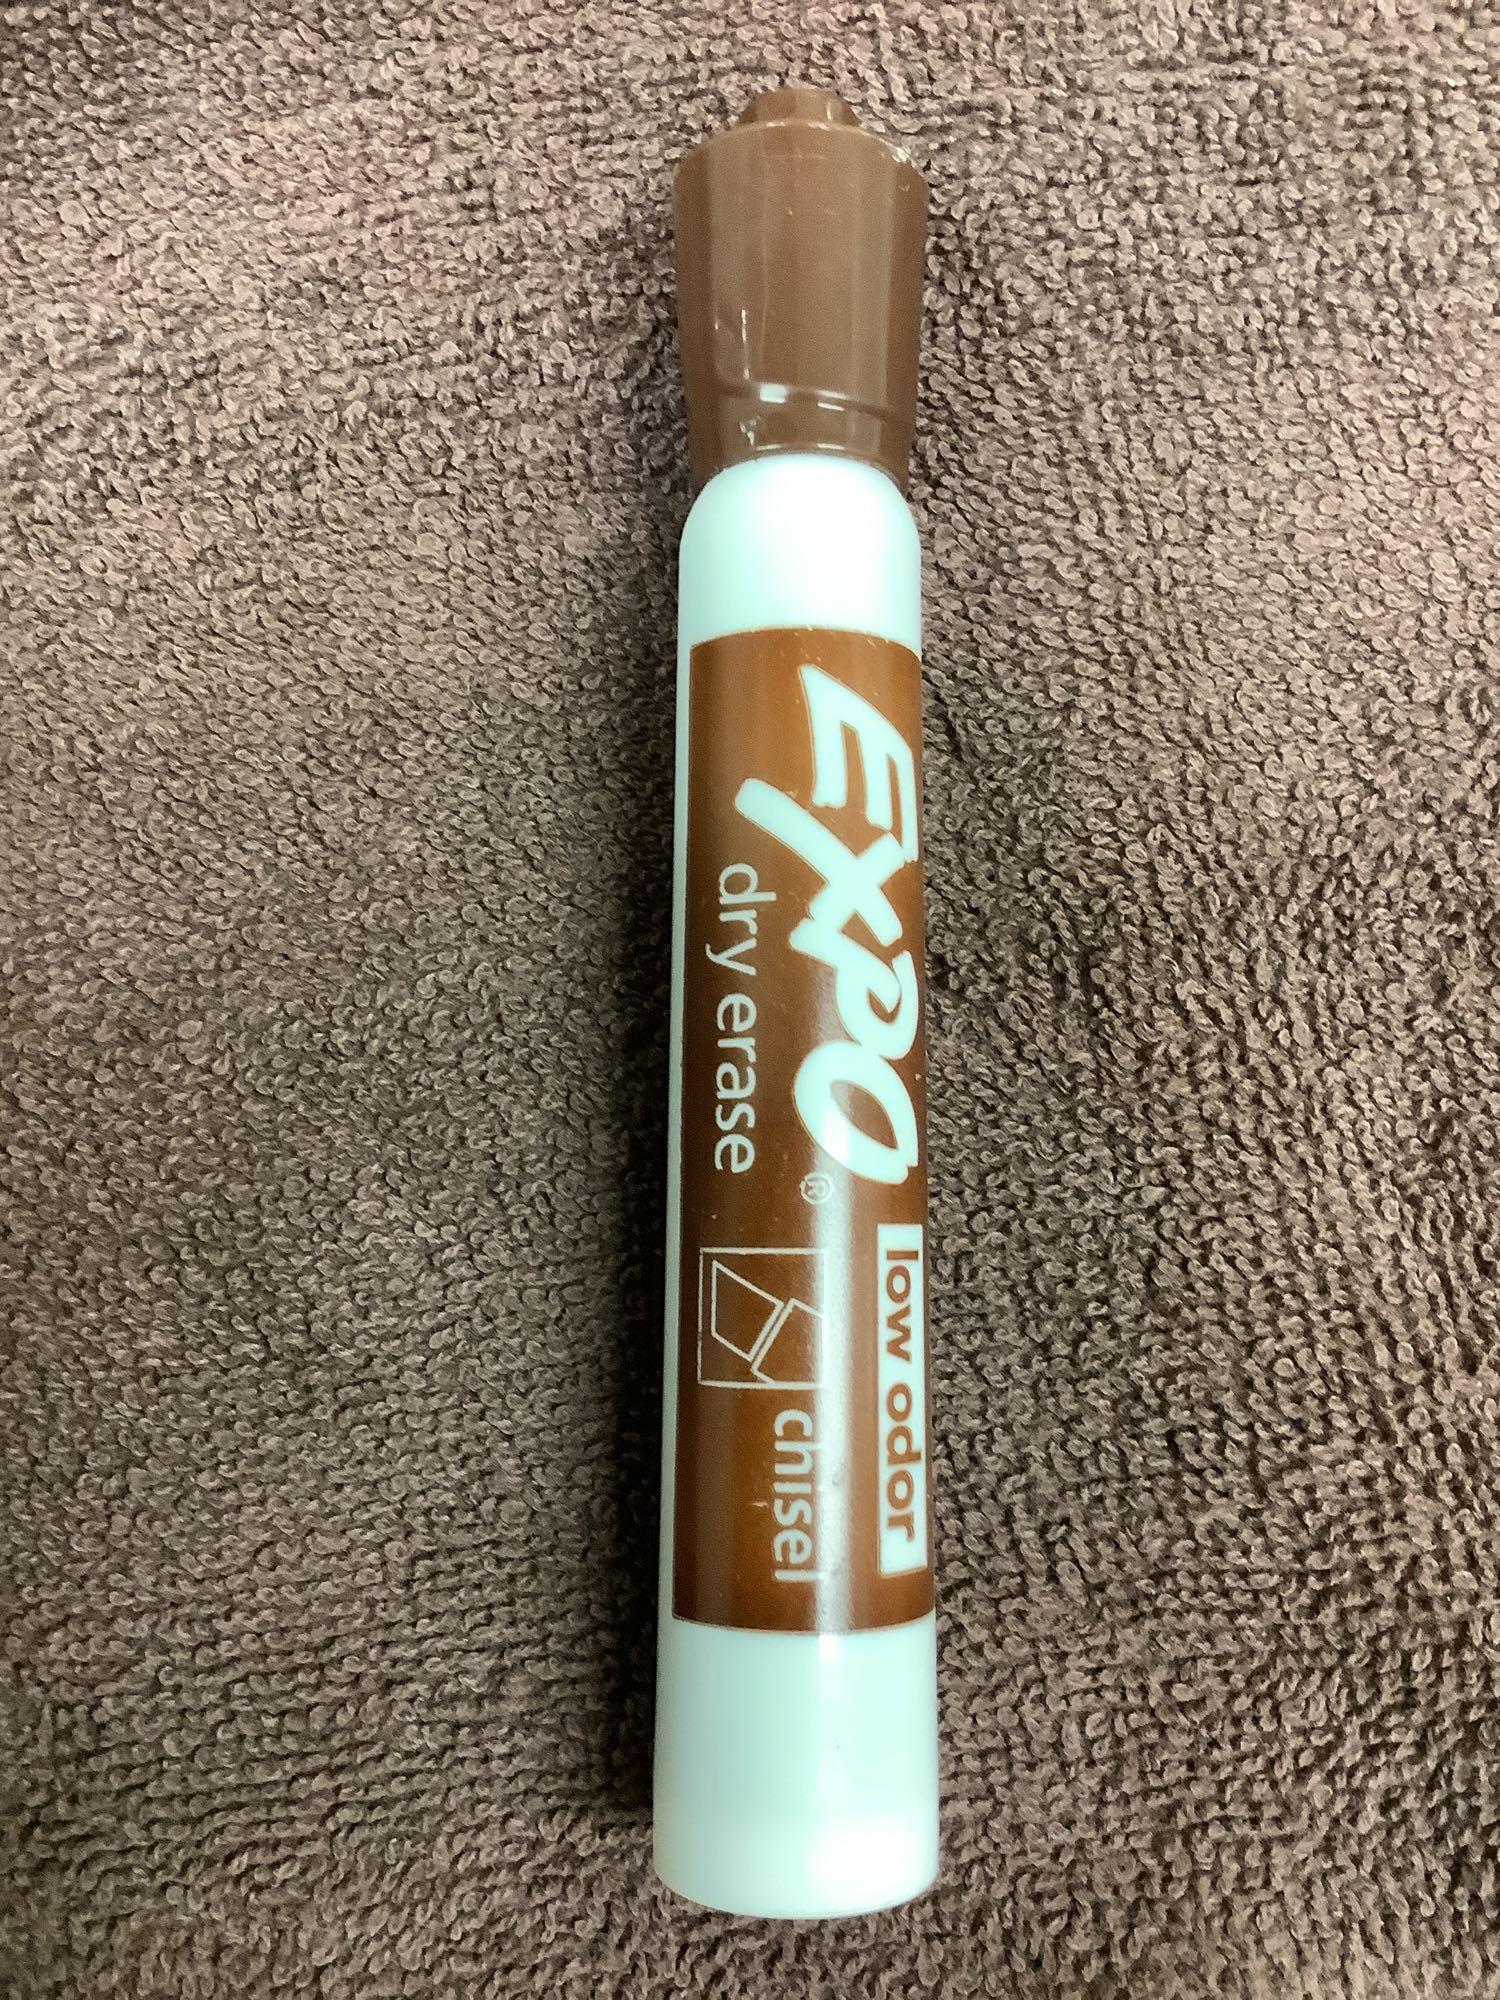 EXPO®
dry erase
low odor
chisel